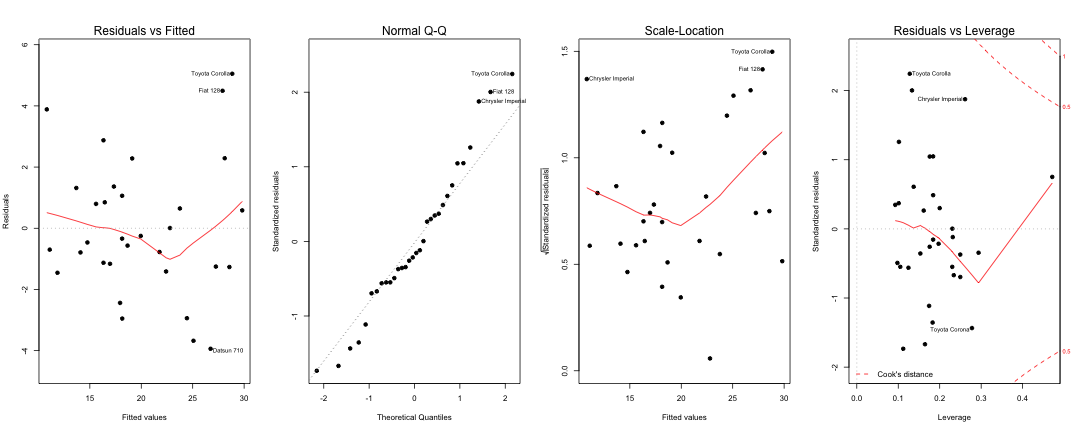 Residuals vs Fitted
Residuals
6
4
2
0
-2
-4
Toyota Corolla
Fiat 128
Datsun 710
15
20
25
30
Fitted values
Normal Q-Q
Standardized residuals
2
1
0
-1
Toyota Corolla
Fiat 128
Chrysler Imperial
-2
-1
0
1
2
Theoretical Quantiles
Scale-Location
√|Standardized residuals|
1.5
1.0
0.5
0.0
Toyota Corolla
Fiat 128
Chrysler Imperial
15
20
25
30
Fitted values
Residuals vs Leverage
Standardized residuals
2
1
0
-1
-2
Toyota Corolla
Chrysler Imperial
Toyota Corona
Cook's distance
1
0.5
0.5
0.0
0.1
0.2
0.3
0.4
Leverage